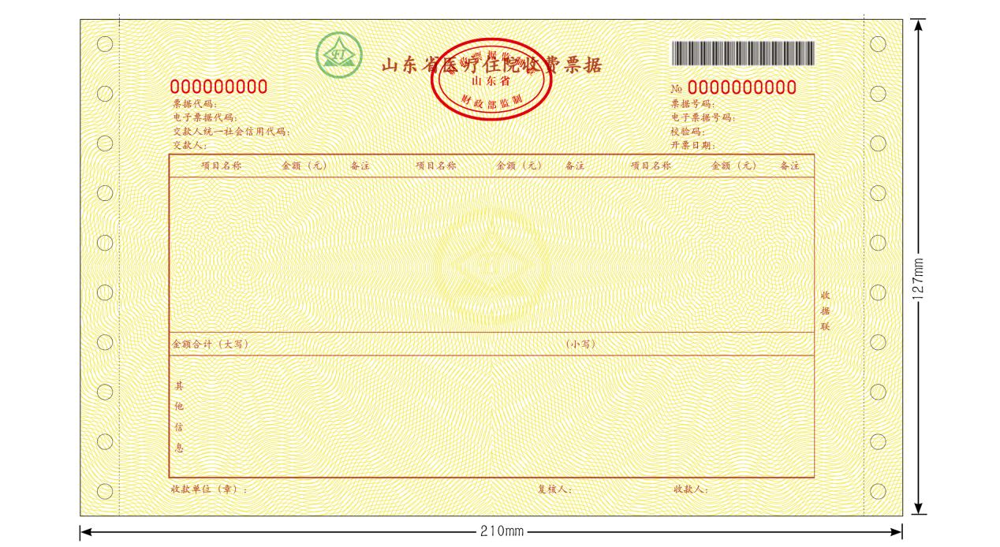 FI
山东省医疗住院收费票据
财政票据监制章
山东省
财政部监制
000000000
№ 0000000000
票据代码:
票据号码:
电子票据代码:
电子票据号码:
交款人统一社会信用代码:
校验码:
交款人:
开票日期:
项目名称 金额（元） 备注 项目名称 金额（元） 备注 项目名称 金额（元） 备注
收据联
金额合计（大写） (小写）
其他信息
收款单位（章）: 复核人: 收款人:
127mm
210mm